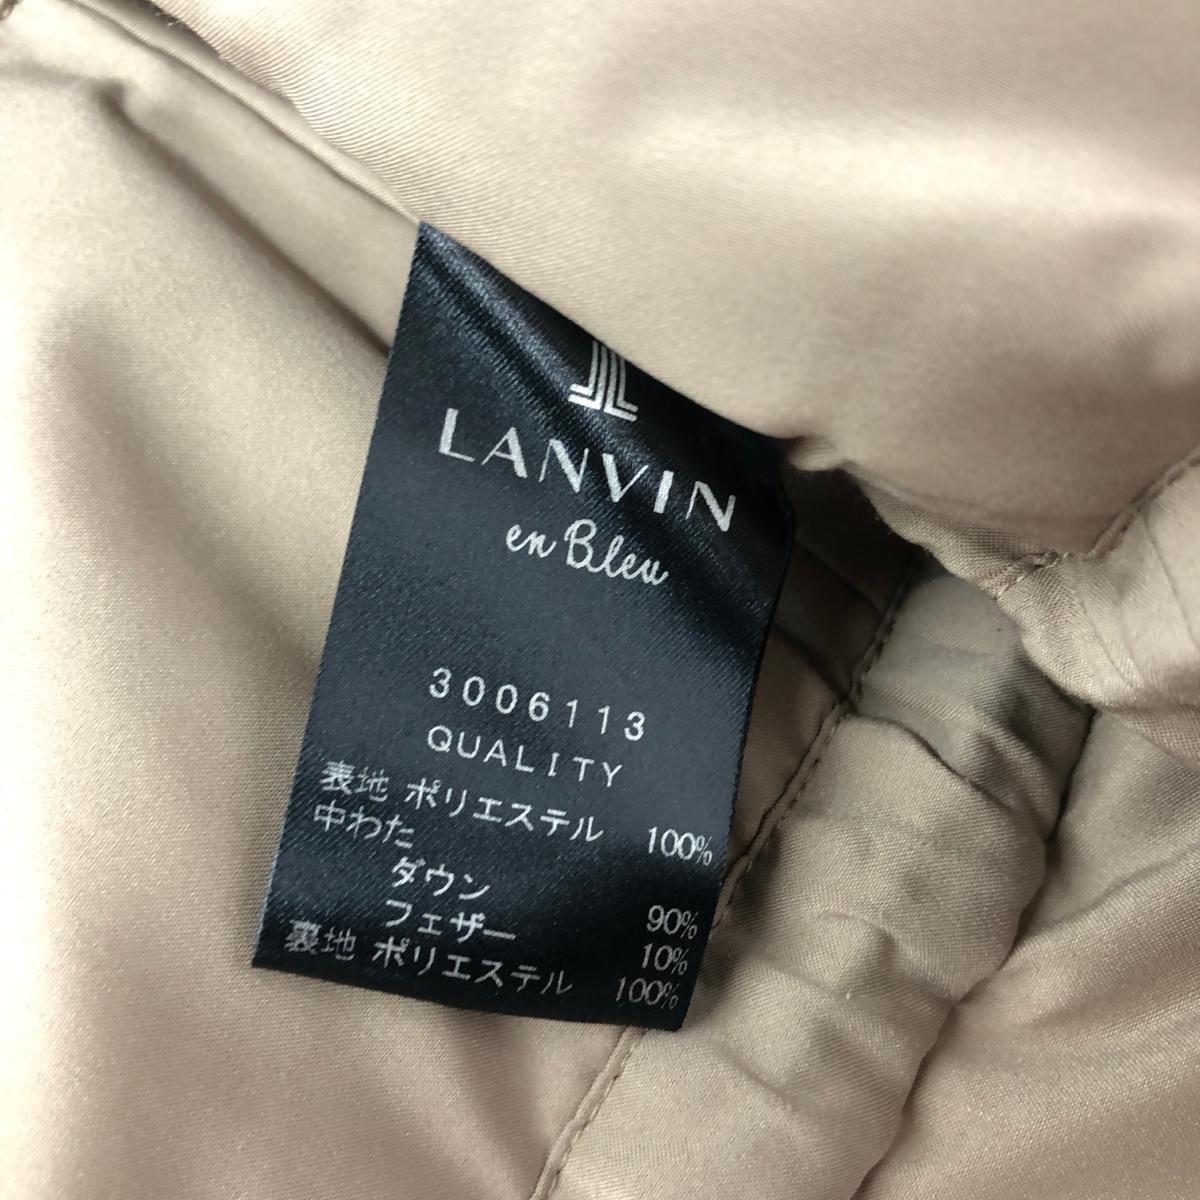 LANVIN
en Bleu
3006113
QUALITY
表地 ポリエステル 100%
中わた
ダウン 90%
フェザー 10%
裏地 ポリエステル 100%